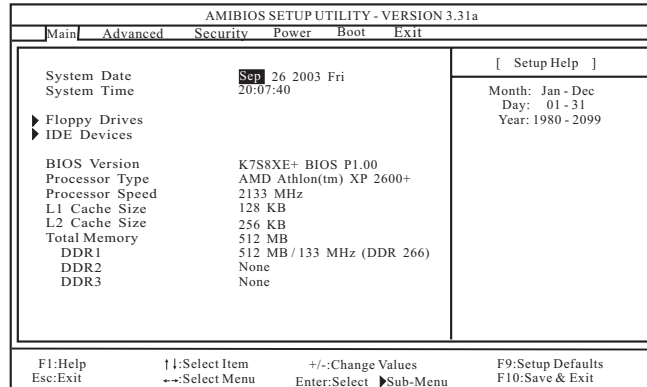 AMIBIOS SETUP UTILITY - VERSION 3.31a
Main Advanced Security Power Boot Exit
System Date Sep 26 2003 Fri
System Time 20:07:40
Floppy Drives
IDE Devices
BIOS Version K7S8XE+ BIOS P1.00
Processor Type AMD Athlon(tm) XP 2600+
Processor Speed 2133 MHz
L1 Cache Size 128 KB
L2 Cache Size 256 KB
Total Memory 512 MB
DDR1 512 MB / 133 MHz (DDR 266)
DDR2 None
DDR3 None
[ Setup Help ]
Month: Jan - Dec
Day: 01 - 31
Year: 1980 - 2099
F1:Help ↑↓:Select Item +/-:Change Values F9:Setup Defaults
Esc:Exit ←→:Select Menu Enter:Select ▶Sub-Menu F10:Save & Exit